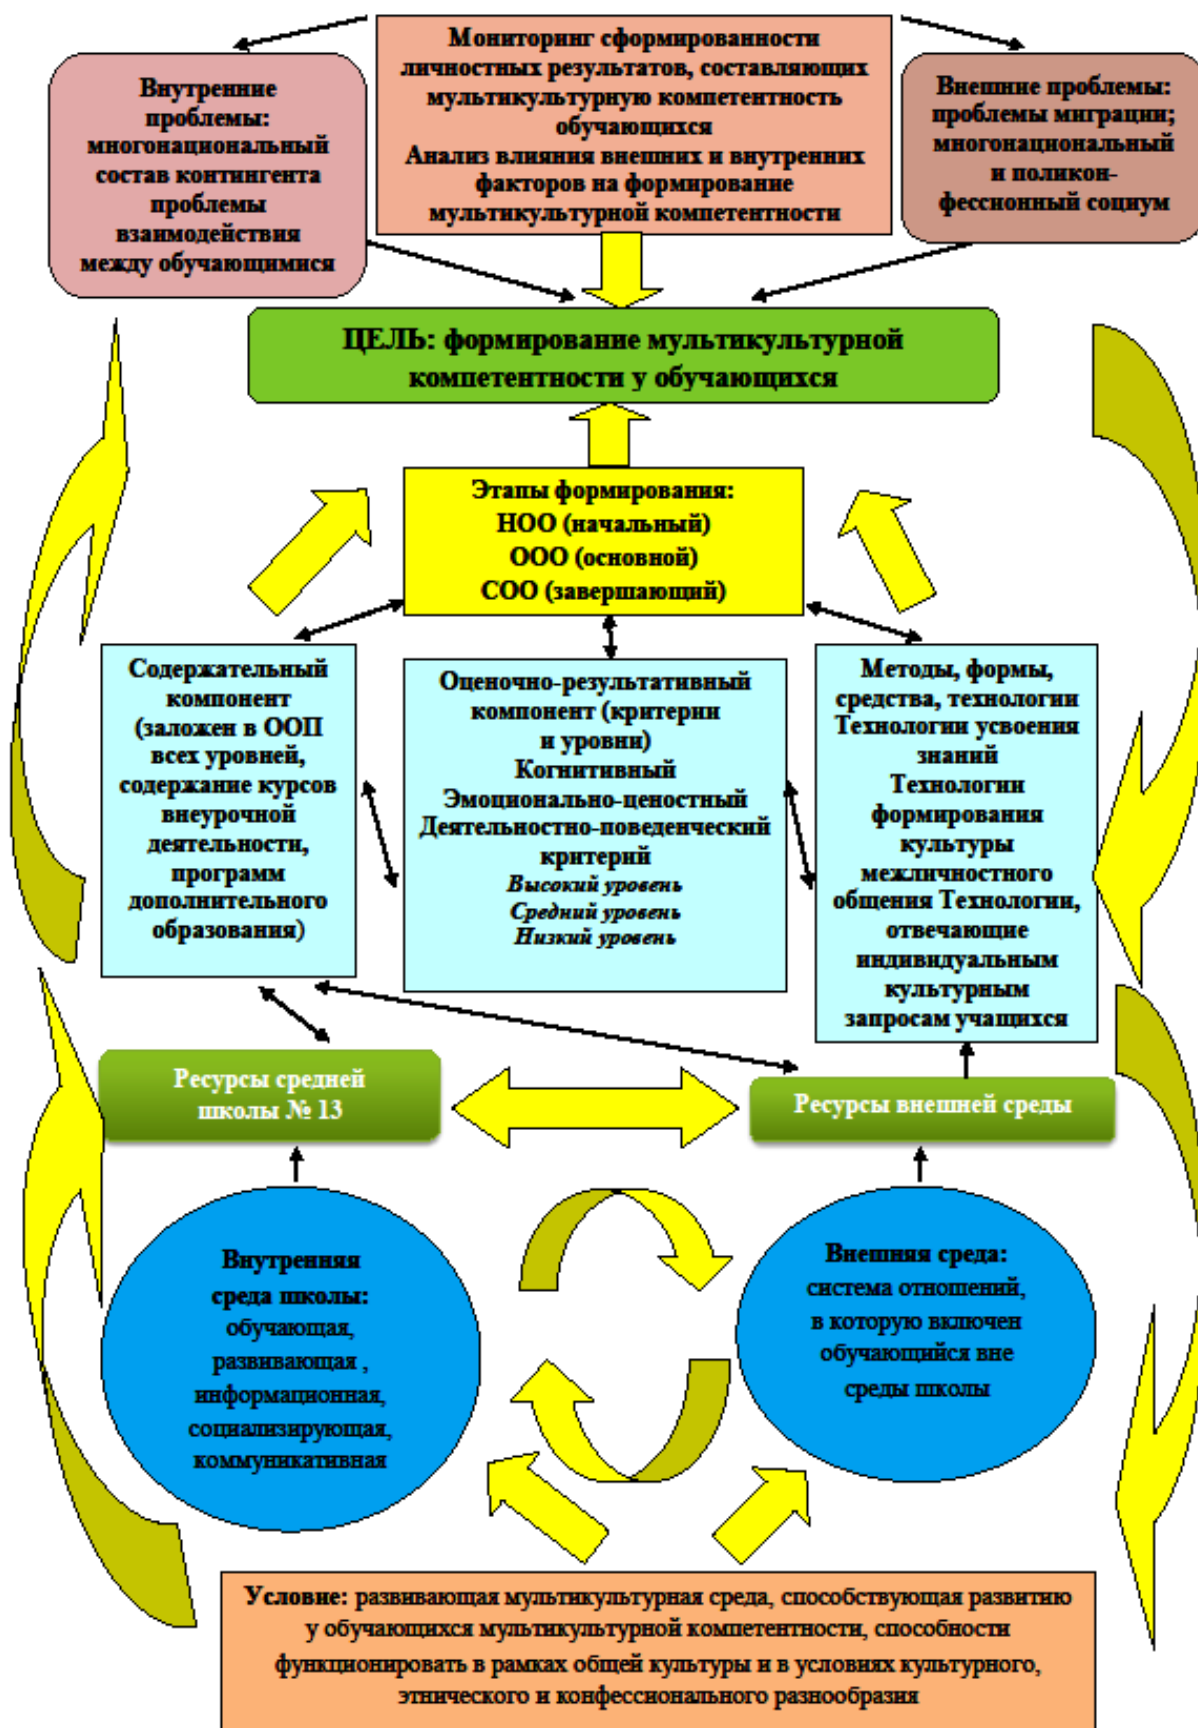 Мониторинг сформированности
личностных результатов, составляющих
мультикультурную компетентность
обучающихся
Анализ влияния внешних и внутренних
факторов на формирование
мультикультурной компетентности
Внутренние
проблемы:
многонациональный
состав контингента
проблемы
взаимодействия
между обучающимися
Внешние проблемы:
проблемы миграции;
многонациональный
и поликон-
фессионный социум
ЦЕЛЬ: формирование мультикультурной
компетентности у обучающихся
Этапы формирования:
НОО (начальный)
ООО (основной)
СОО (завершающий)
Содержательный
компонент
(заложен в ООП
всех уровней,
содержание курсов
внеурочной
деятельности,
программ
дополнительного
образования)
Оценочно-результативный
компонент (критерии
и уровни)
Когнитивный
Эмоционально-ценостный
Деятельностно-поведенческий
критерий
Высокий уровень
Средний уровень
Низкий уровень
Методы, формы,
средства, технологии
Технологии усвоения
знаний
Технологии
формирования
культуры
межличностного
общения Технологии,
отвечающие
индивидуальным
культурным
запросам учащихся
Ресурсы средней
школы № 13
Ресурсы внешней среды
Внутренняя
среда школы:
обучающая,
развивающая ,
информационная,
социализирующая,
коммуникативная
Внешняя среда:
система отношений,
в которую включен
обучающийся вне
среды школы
Условие: развивающая мультикультурная среда, способствующая развитию
у обучающихся мультикультурной компетентности, способности
функционировать в рамках общей культуры и в условиях культурного,
этнического и конфессионального разнообразия